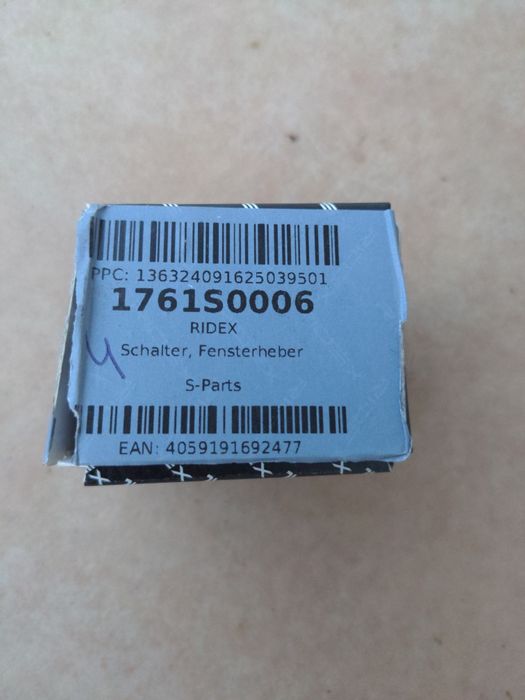 PPC: 136324091625039501
1761S0006
RIDEX
Schalter, Fensterheber
S-Parts
EAN: 4059191692477